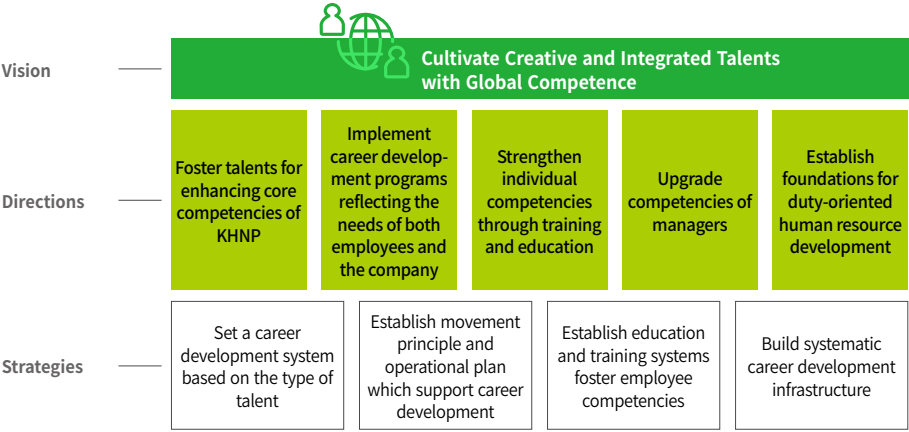 Vision
Cultivate Creative and Integrated Talents
with Global Competence
Directions
Foster talents for
enhancing core
competencies of
KHNP
Implement
career develop-
ment programs
reflecting the
needs of both
employees and
the company
Strengthen
individual
competencies
through training
and education
Upgrade
competencies of
managers
Establish
foundations for
duty-oriented
human resource
development
Strategies
Set a career
development system
based on the type of
talent
Establish movement
principle and
operational plan
which support career
development
Establish education
and training systems
foster employee
competencies
Build systematic
career development
infrastructure